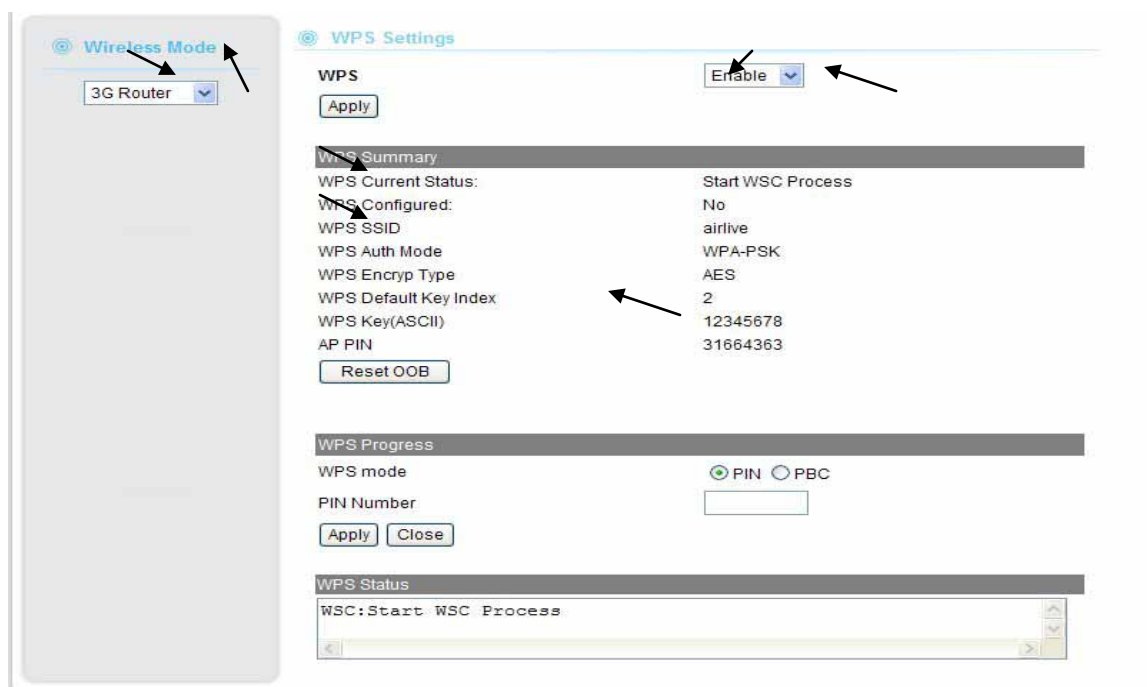 Wireless Mode
3G Router
WPS Settings
WPS Enable
Apply
WPS Summary
WPS Current Status: Start WSC Process
WPS Configured: No
WPS SSID airlive
WPS Auth Mode WPA-PSK
WPS Encryp Type AES
WPS Default Key Index 2
WPS Key(ASCII) 12345678
AP PIN 31664363
Reset OOB
WPS Progress
WPS mode PIN PBC
PIN Number
Apply Close
WPS Status
WSC:Start WSC Process